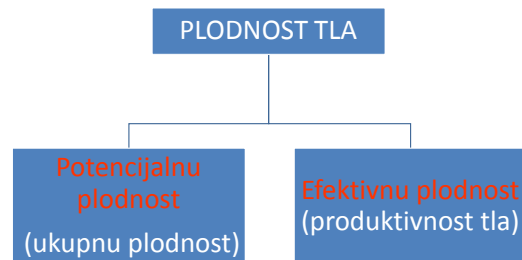 PLODNOST TLA
Potencijalnu
plodnost
(ukupnu plodnost)
Efektivnu plodnost
(produktivnost tla)